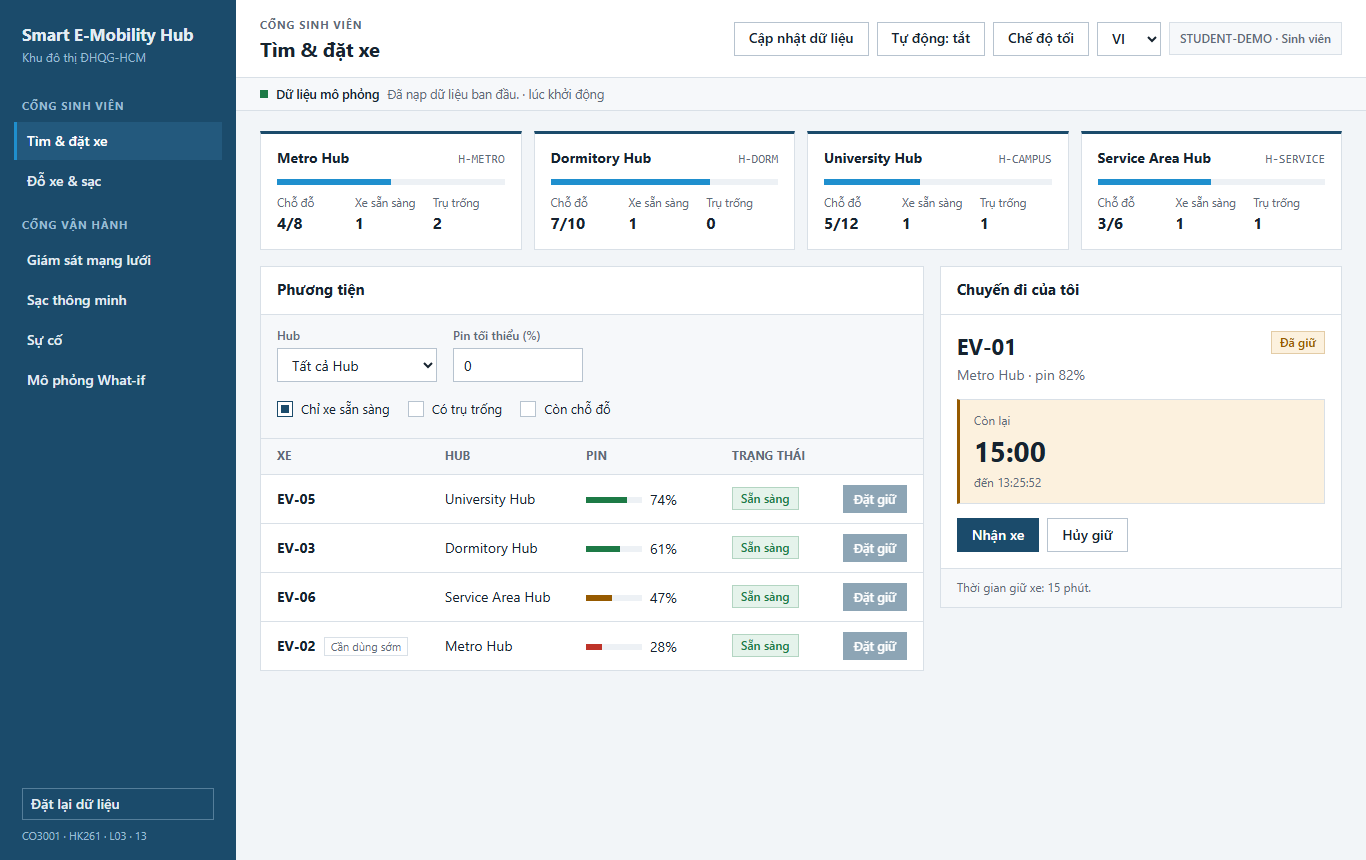 Smart E-Mobility Hub
Khu đô thị ĐHQG-HCM
CỔNG SINH VIÊN
Tìm & đặt xe
Đỗ xe & sạc
CỔNG VẬN HÀNH
Giám sát mạng lưới
Sạc thông minh
Sự cố
Mô phỏng What-if
Đặt lại dữ liệu
CO3001 · HK261 · L03 · 13
CỔNG SINH VIÊN
Tìm & đặt xe
Cập nhật dữ liệu
Tự động: tắt
Chế độ tối
VI
STUDENT-DEMO · Sinh viên
Dữ liệu mô phỏng Đã nạp dữ liệu ban đầu. · lúc khởi động
Metro Hub H-METRO
Chỗ đỗ Xe sẵn sàng Trụ trống
4/8 1 2
Dormitory Hub H-DORM
Chỗ đỗ Xe sẵn sàng Trụ trống
7/10 1 0
University Hub H-CAMPUS
Chỗ đỗ Xe sẵn sàng Trụ trống
5/12 1 1
Service Area Hub H-SERVICE
Chỗ đỗ Xe sẵn sàng Trụ trống
3/6 1 1
Phương tiện
Hub Pin tối thiểu (%)
Tất cả Hub 0
Chỉ xe sẵn sàng Có trụ trống Còn chỗ đỗ
XE HUB PIN TRẠNG THÁI
EV-05 University Hub 74% Sẵn sàng Đặt giữ
EV-03 Dormitory Hub 61% Sẵn sàng Đặt giữ
EV-06 Service Area Hub 47% Sẵn sàng Đặt giữ
EV-02 Cần dùng sớm Metro Hub 28% Sẵn sàng Đặt giữ
Chuyến đi của tôi
EV-01 Đã giữ
Metro Hub · pin 82%
Còn lại
15:00
đến 13:25:52
Nhận xe Hủy giữ
Thời gian giữ xe: 15 phút.